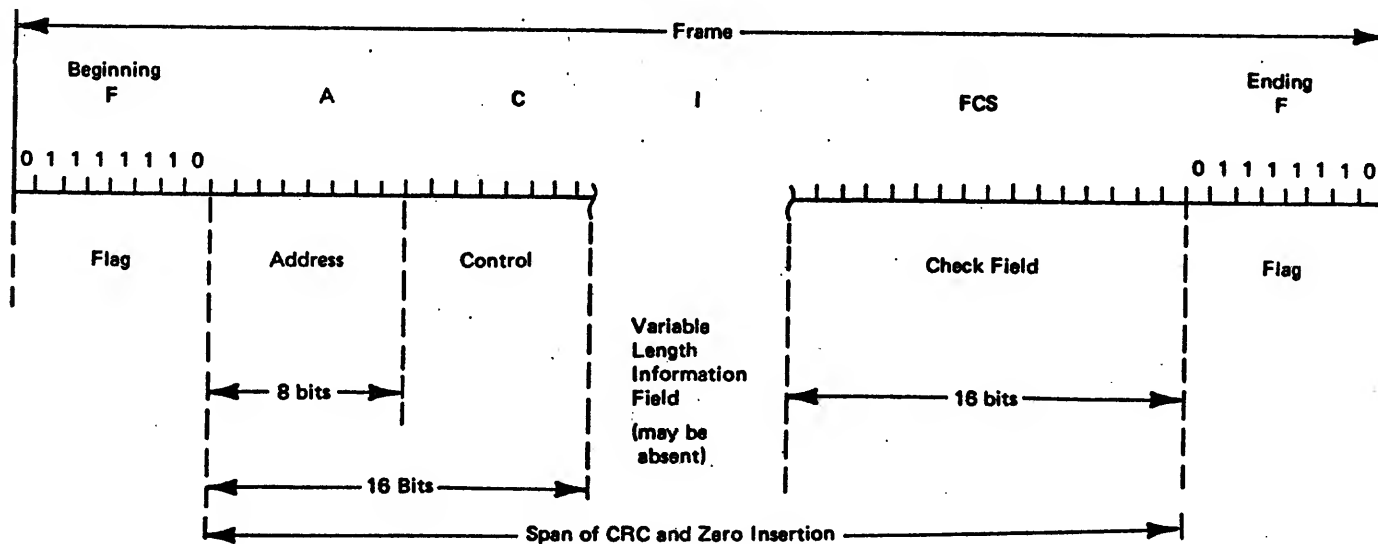 Frame
Beginning
F
A
C
I
FCS
Ending
F
0 1 1 1 1 1 1 0
0 1 1 1 1 1 1 0
Flag
Address
Control
Check Field
Flag
Variable
Length
Information
Field
(may be
absent)
8 bits
16 bits
16 Bits
Span of CRC and Zero Insertion